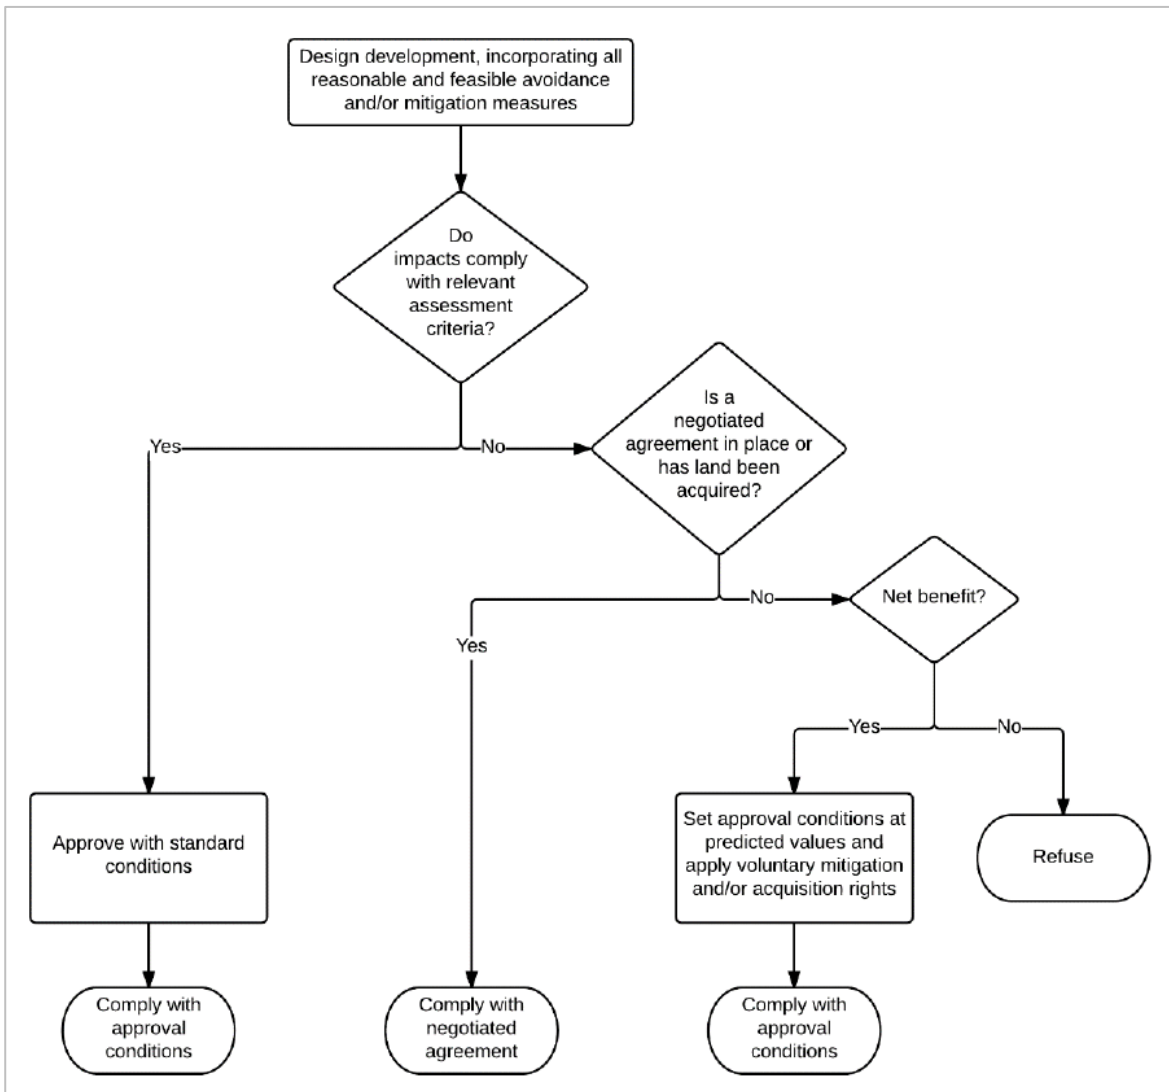 Design development, incorporating all
reasonable and feasible avoidance
and/or mitigation measures
Do
impacts comply
with relevant
assessment
criteria?
Is a
negotiated
agreement in place or
has land been
acquired?
Yes
No
Net benefit?
No
Yes
Yes
No
Approve with standard
conditions
Set approval conditions at
predicted values and
apply voluntary mitigation
and/or acquisition rights
Refuse
Comply with
approval
conditions
Comply with
negotiated
agreement
Comply with
approval
conditions